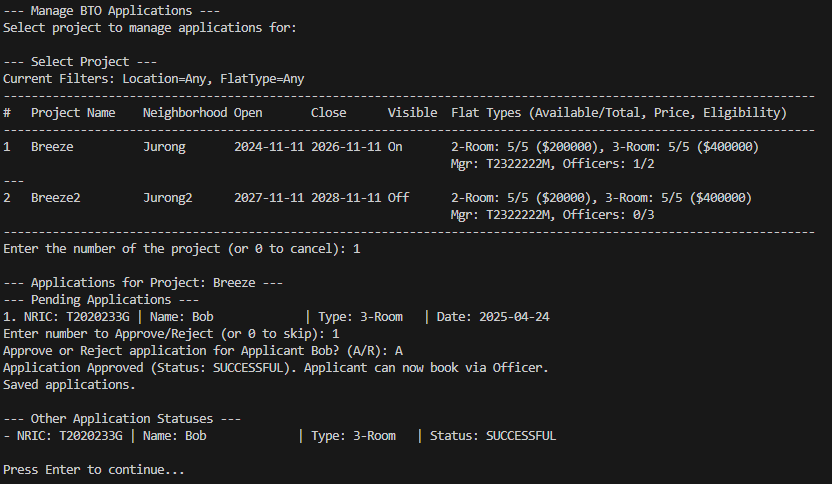 --- Manage BTO Applications ---
Select project to manage applications for:
--- Select Project ---
Current Filters: Location=Any, FlatType=Any
--------------------------------------------------------------------------------------------------------------------
#   Project Name    Neighborhood Open       Close      Visible  Flat Types (Available/Total, Price, Eligibility)
--------------------------------------------------------------------------------------------------------------------
1   Breeze          Jurong       2024-11-11 2026-11-11 On       2-Room: 5/5 ($200000), 3-Room: 5/5 ($400000)
                                                                Mgr: T2322222M, Officers: 1/2
---
2   Breeze2         Jurong2      2027-11-11 2028-11-11 Off      2-Room: 5/5 ($20000), 3-Room: 5/5 ($400000)
                                                                Mgr: T2322222M, Officers: 0/3
--------------------------------------------------------------------------------------------------------------------
Enter the number of the project (or 0 to cancel): 1
--- Applications for Project: Breeze ---
--- Pending Applications ---
1. NRIC: T2020233G | Name: Bob             | Type: 3-Room   | Date: 2025-04-24
Enter number to Approve/Reject (or 0 to skip): 1
Approve or Reject application for Applicant Bob? (A/R): A
Application Approved (Status: SUCCESSFUL). Applicant can now book via Officer.
Saved applications.
--- Other Application Statuses ---
- NRIC: T2020233G | Name: Bob             | Type: 3-Room   | Status: SUCCESSFUL
Press Enter to continue...